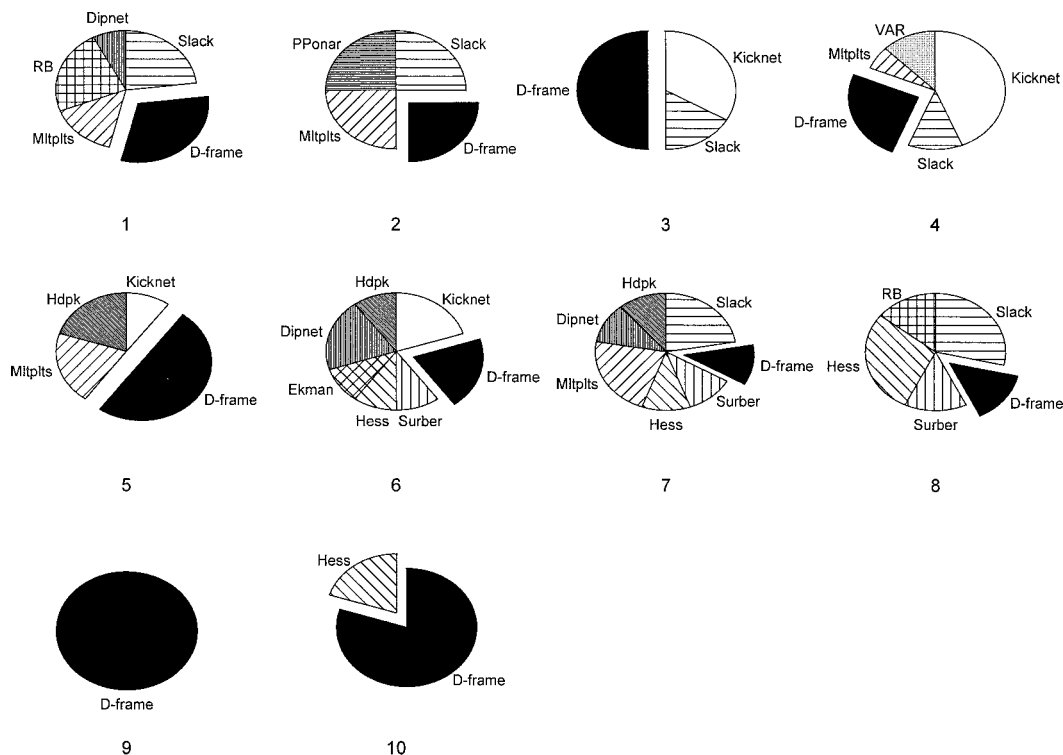 Dipnet
Slack
RB
Mltplts
D-frame
1
PPonar
Slack
Mltplts
D-frame
2
D-frame
Kicknet
Slack
3
VAR
Mltplts
Kicknet
D-frame
Slack
4
Hdpk
Kicknet
Mltplts
D-frame
5
Hdpk
Kicknet
Dipnet
D-frame
Ekman
Hess
Surber
6
Hdpk
Slack
Dipnet
D-frame
Mltplts
Surber
Hess
7
RB
Slack
Hess
D-frame
Surber
8
D-frame
9
Hess
D-frame
10